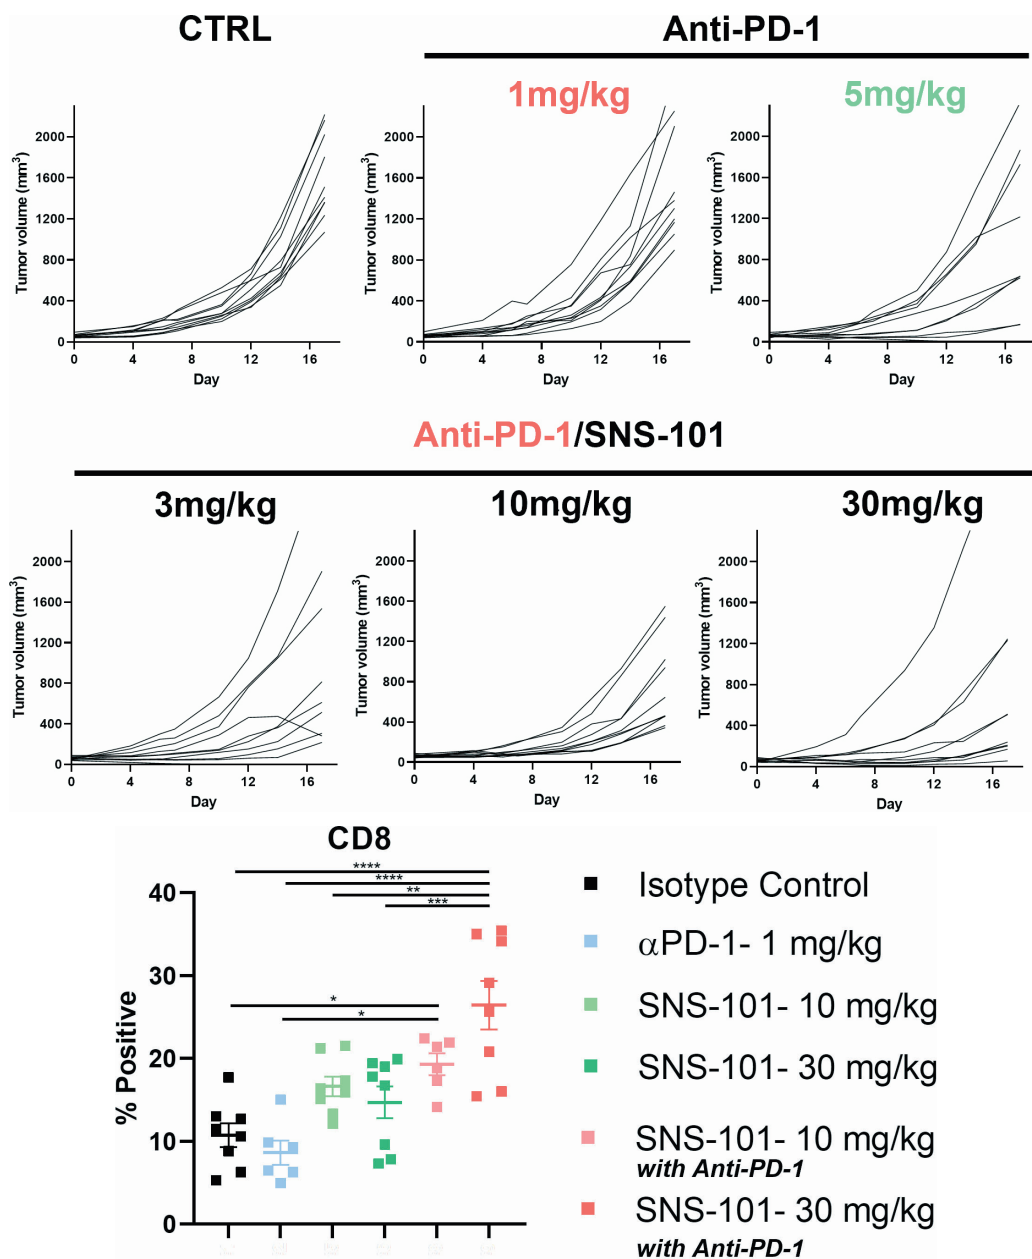 CTRL
Anti-PD-1
1mg/kg
5mg/kg
Tumor volume (mm³)
2000
1600
1200
800
400
0
0 4 8 12 16
Day
Tumor volume (mm³)
2000
1600
1200
800
400
0
0 4 8 12 16
Day
Tumor volume (mm³)
2000
1600
1200
800
400
0
0 4 8 12 16
Day
Anti-PD-1/SNS-101
3mg/kg
10mg/kg
30mg/kg
Tumor volume (mm³)
2000
1600
1200
800
400
0
0 4 8 12 16
Day
Tumor volume (mm³)
2000
1600
1200
800
400
0
0 4 8 12 16
Day
Tumor volume (mm³)
2000
1600
1200
800
400
0
0 4 8 12 16
Day
CD8
****
****
**
***
*
*
% Positive
40
30
20
10
0
Isotype Control
αPD-1- 1 mg/kg
SNS-101- 10 mg/kg
SNS-101- 30 mg/kg
SNS-101- 10 mg/kg
with Anti-PD-1
SNS-101- 30 mg/kg
with Anti-PD-1